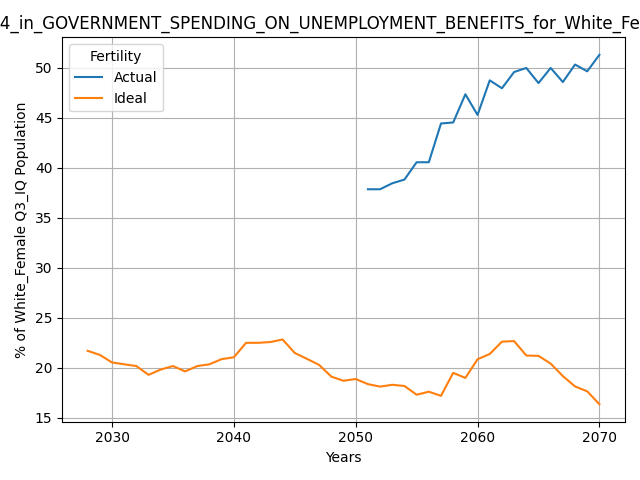 4_in_GOVERNMENT_SPENDING_ON_UNEMPLOYMENT_BENEFITS_for_White_Fe
Fertility
Actual
Ideal
50
45
40
35
30
25
20
15
% of White_Female Q3_IQ Population
2030 2040 2050 2060 2070
Years